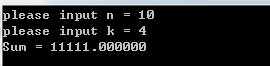 please input n = 10
please input k = 4
Sum = 11111.000000